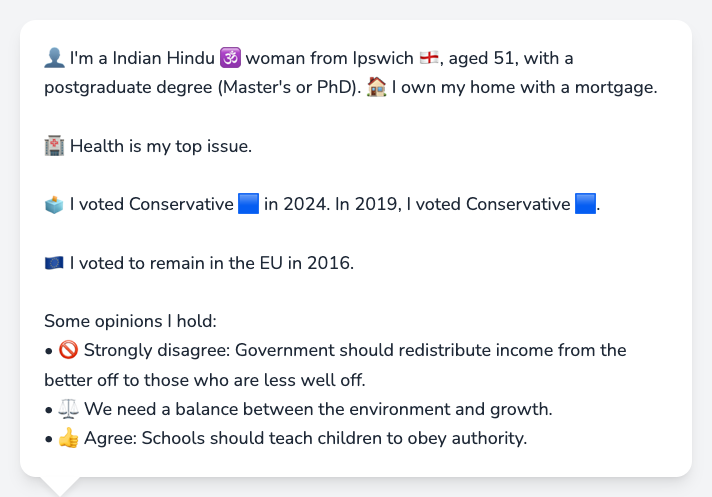 👤 I'm a Indian Hindu 🕉️ woman from Ipswich 🏴󠁧󠁢󠁥󠁮󠁧󠁿, aged 51, with a
postgraduate degree (Master's or PhD). 🏠 I own my home with a mortgage.
🏥 Health is my top issue.
🗳️ I voted Conservative 🟦 in 2024. In 2019, I voted Conservative 🟦.
🇪🇺 I voted to remain in the EU in 2016.
Some opinions I hold:
• 🚫 Strongly disagree: Government should redistribute income from the
better off to those who are less well off.
• ⚖️ We need a balance between the environment and growth.
• 👍 Agree: Schools should teach children to obey authority.